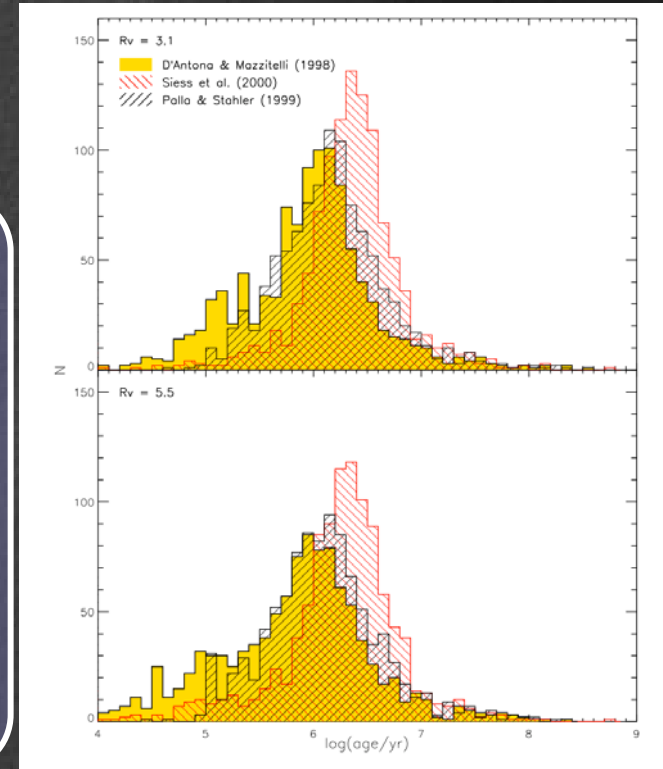 150
Rv = 3.1
D'Antona & Mazzitelli (1998)
Siess et al. (2000)
Palla & Stahler (1999)
100
50
0
N
150
Rv = 5.5
100
50
0
4 5 6 7 8 9
log(age/yr)